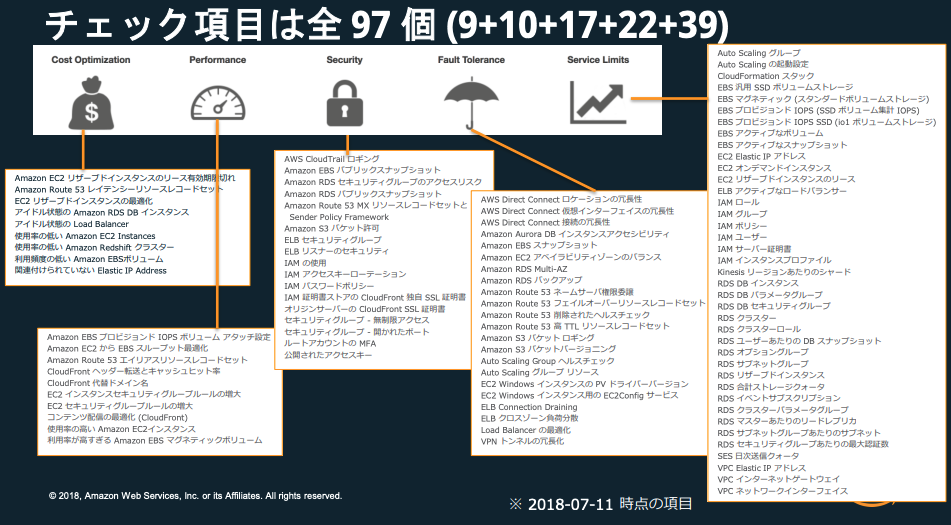 チェック項目は全 97 個 (9+10+17+22+39)
Cost Optimization
Performance
Security
Fault Tolerance
Service Limits
Amazon EC2 リザーブドインスタンスのリース有効期限切れ
Amazon Route 53 レイテンシーリソースレコードセット
EC2 リザーブドインスタンスの最適化
アイドル状態の Amazon RDS DB インスタンス
アイドル状態の Load Balancer
使用率の低い Amazon EC2 Instances
使用率の低い Amazon Redshift クラスター
利用頻度の低い Amazon EBSボリューム
関連付けられていない Elastic IP Address
Amazon EBS プロビジョンド IOPS ボリューム アタッチ設定
Amazon EC2 から EBS スループット最適化
Amazon Route 53 エイリアスリソースレコードセット
CloudFront ヘッダー転送とキャッシュヒット率
CloudFront 代替ドメイン名
EC2 インスタンスセキュリティグループルールの増大
EC2 セキュリティグループルールの増大
コンテンツ配信の最適化 (CloudFront)
使用率の高い Amazon EC2インスタンス
利用率が高すぎる Amazon EBS マグネティックボリューム
AWS CloudTrail ロギング
Amazon EBS パブリックスナップショット
Amazon RDS セキュリティグループのアクセスリスク
Amazon RDS パブリックスナップショット
Amazon Route 53 MX リソースレコードセットと
Sender Policy Framework
Amazon S3 バケット許可
ELB セキュリティグループ
ELB リスナーのセキュリティ
IAM の使用
IAM アクセスキーローテーション
IAM パスワードポリシー
IAM 証明書ストアの CloudFront 独自 SSL 証明書
オリジンサーバーの CloudFront SSL 証明書
セキュリティグループ - 無制限アクセス
セキュリティグループ - 開かれたポート
ルートアカウントの MFA
公開されたアクセスキー
AWS Direct Connect ロケーションの冗長性
AWS Direct Connect 仮想インターフェイスの冗長性
AWS Direct Connect 接続の冗長性
Amazon Aurora DB インスタンスアクセシビリティ
Amazon EBS スナップショット
Amazon EC2 アベイラビリティゾーンのバランス
Amazon RDS Multi-AZ
Amazon RDS バックアップ
Amazon Route 53 ネームサーバ権限委譲
Amazon Route 53 フェイルオーバーリソースレコードセット
Amazon Route 53 削除されたヘルスチェック
Amazon Route 53 高 TTL リソースレコードセット
Amazon S3 バケット ロギング
Amazon S3 バケットバージョニング
Auto Scaling Group ヘルスチェック
Auto Scaling グループ リソース
EC2 Windows インスタンスの PV ドライバーバージョン
EC2 Windows インスタンス用の EC2Config サービス
ELB Connection Draining
ELB クロスゾーン負荷分散
Load Balancer の最適化
VPN トンネルの冗長化
Auto Scaling グループ
Auto Scaling の起動設定
CloudFormation スタック
EBS 汎用 SSD ボリュームストレージ
EBS マグネティック (スタンダードボリュームストレージ)
EBS プロビジョンド IOPS (SSD ボリューム集計 IOPS)
EBS プロビジョンド IOPS SSD (io1 ボリュームストレージ)
EBS アクティブなボリューム
EBS アクティブなスナップショット
EC2 Elastic IP アドレス
EC2 オンデマンドインスタンス
EC2 リザーブドインスタンスのリース
ELB アクティブなロードバランサー
IAM ロール
IAM グループ
IAM ポリシー
IAM ユーザー
IAM サーバー証明書
IAM インスタンスプロファイル
Kinesis リージョンあたりのシャード
RDS DB インスタンス
RDS DB パラメータグループ
RDS DB セキュリティグループ
RDS クラスター
RDS クラスターロール
RDS ユーザーあたりの DB スナップショット
RDS オプショングループ
RDS サブネットグループ
RDS リザーブドインスタンス
RDS 合計ストレージクォータ
RDS イベントサブスクリプション
RDS クラスターパラメータグループ
RDS マスターあたりのリードレプリカ
RDS サブネットグループあたりのサブネット
RDS セキュリティグループあたりの最大認証数
SES 日次送信クォータ
VPC Elastic IP アドレス
VPC インターネットゲートウェイ
VPC ネットワークインターフェイス
© 2018, Amazon Web Services, Inc. or its Affiliates. All rights reserved.
※ 2018-07-11 時点の項目